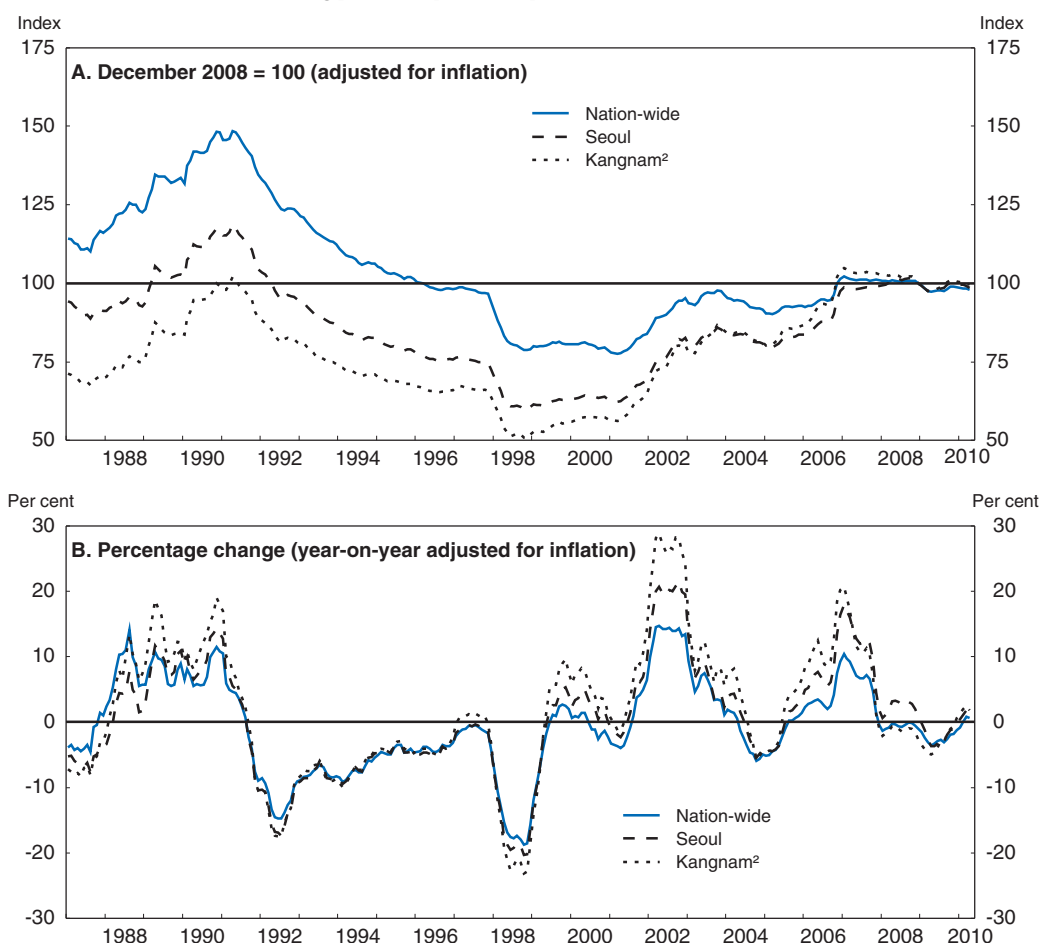 Index Index
175 175
A. December 2008 = 100 (adjusted for inflation)
Nation-wide
150 150
Seoul
Kangnam²
125 125
100 100
75 75
50 50
1988 1990 1992 1994 1996 1998 2000 2002 2004 2006 2008 2010
Per cent Per cent
30 30
B. Percentage change (year-on-year adjusted for inflation)
20 20
10 10
0 0
-10 -10
Nation-wide
Seoul
-20 -20
Kangnam²
-30 -30
1988 1990 1992 1994 1996 1998 2000 2002 2004 2006 2008 2010